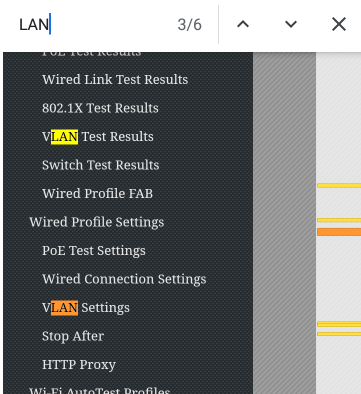 LAN 3/6
PoE Test Results
Wired Link Test Results
802.1X Test Results
VLAN Test Results
Switch Test Results
Wired Profile FAB
Wired Profile Settings
PoE Test Settings
Wired Connection Settings
VLAN Settings
Stop After
HTTP Proxy
Wi-Fi AutoTest Profiles